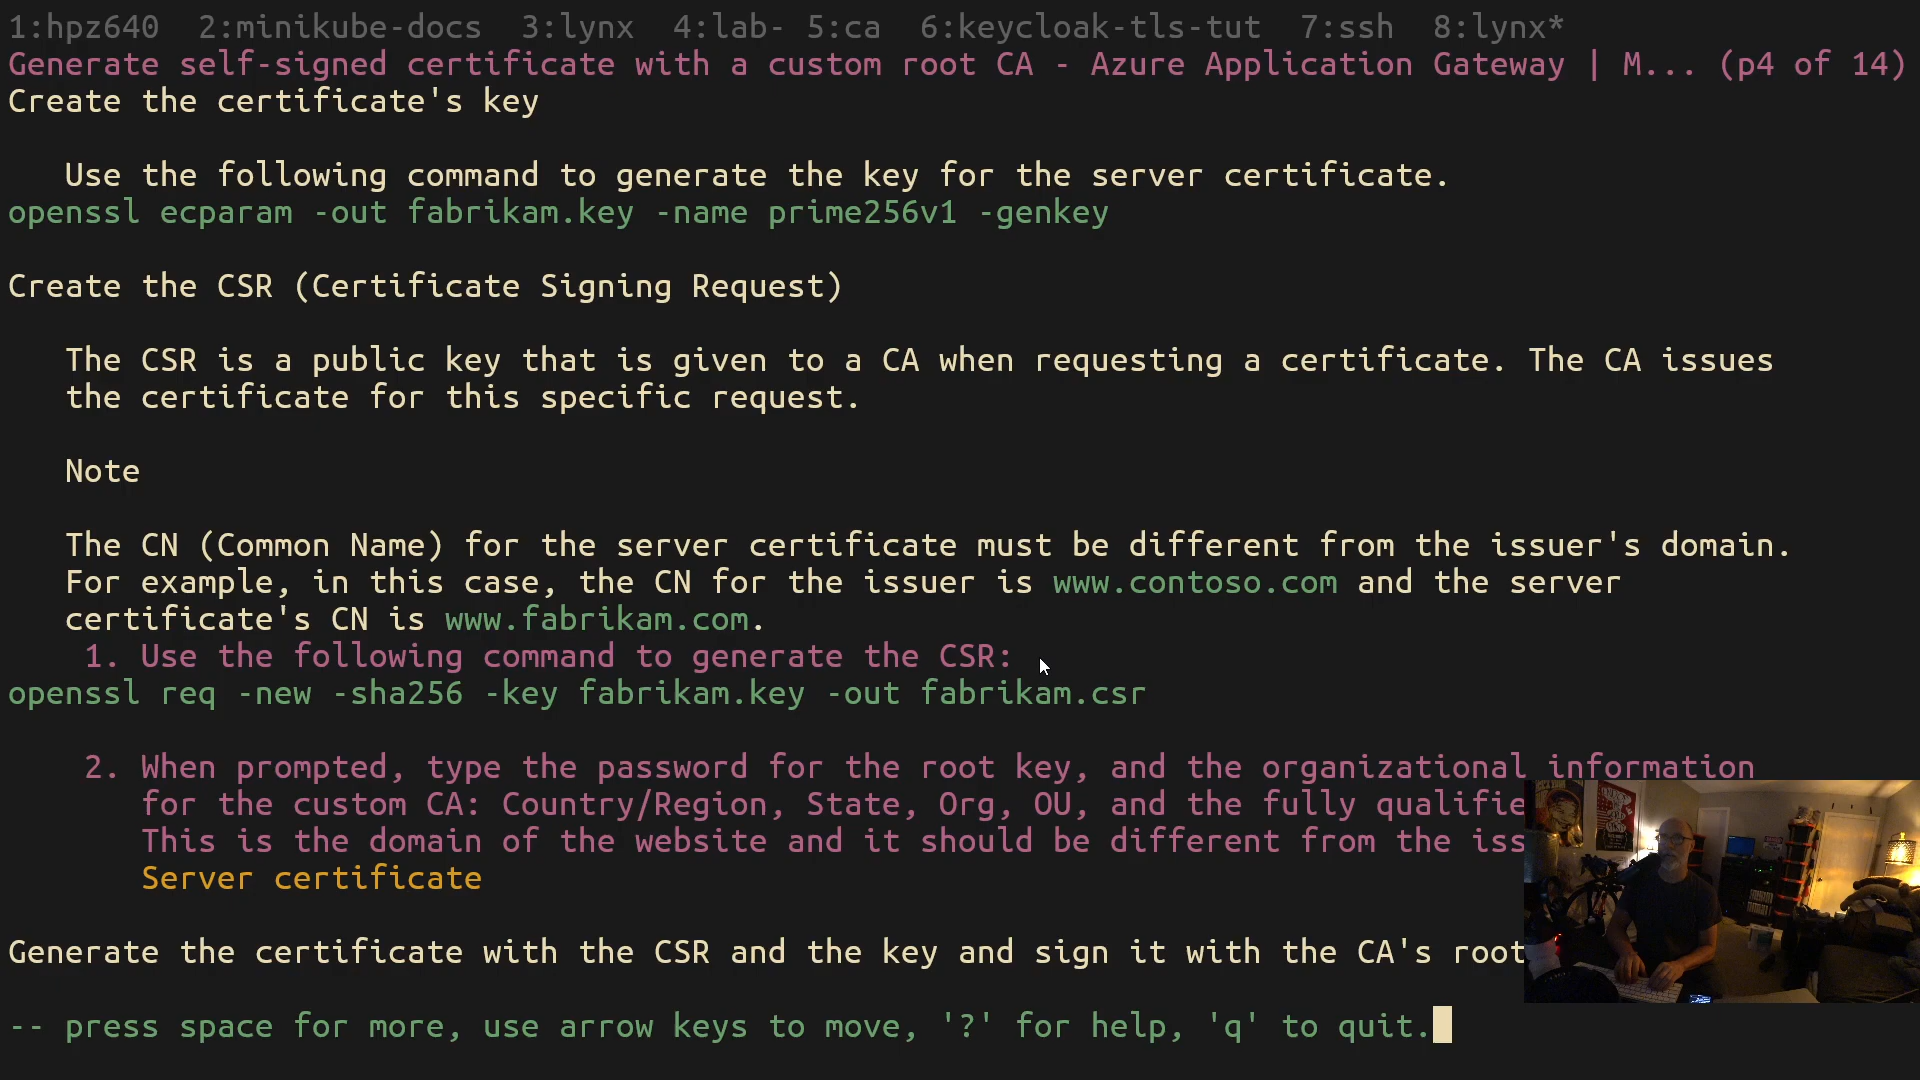 1:hpz640  2:minikube-docs  3:lynx  4:lab- 5:ca  6:keycloak-tls-tut  7:ssh  8:lynx*
Generate self-signed certificate with a custom root CA - Azure Application Gateway | M... (p4 of 14)
Create the certificate's key
Use the following command to generate the key for the server certificate.
openssl ecparam -out fabrikam.key -name prime256v1 -genkey
Create the CSR (Certificate Signing Request)
The CSR is a public key that is given to a CA when requesting a certificate. The CA issues
the certificate for this specific request.
Note
The CN (Common Name) for the server certificate must be different from the issuer's domain.
For example, in this case, the CN for the issuer is www.contoso.com and the server
certificate's CN is www.fabrikam.com.
1. Use the following command to generate the CSR:
openssl req -new -sha256 -key fabrikam.key -out fabrikam.csr
2. When prompted, type the password for the root key, and the organizational information
for the custom CA: Country/Region, State, Org, OU, and the fully qualifie
This is the domain of the website and it should be different from the iss
Server certificate
Generate the certificate with the CSR and the key and sign it with the CA's root
-- press space for more, use arrow keys to move, '?' for help, 'q' to quit.